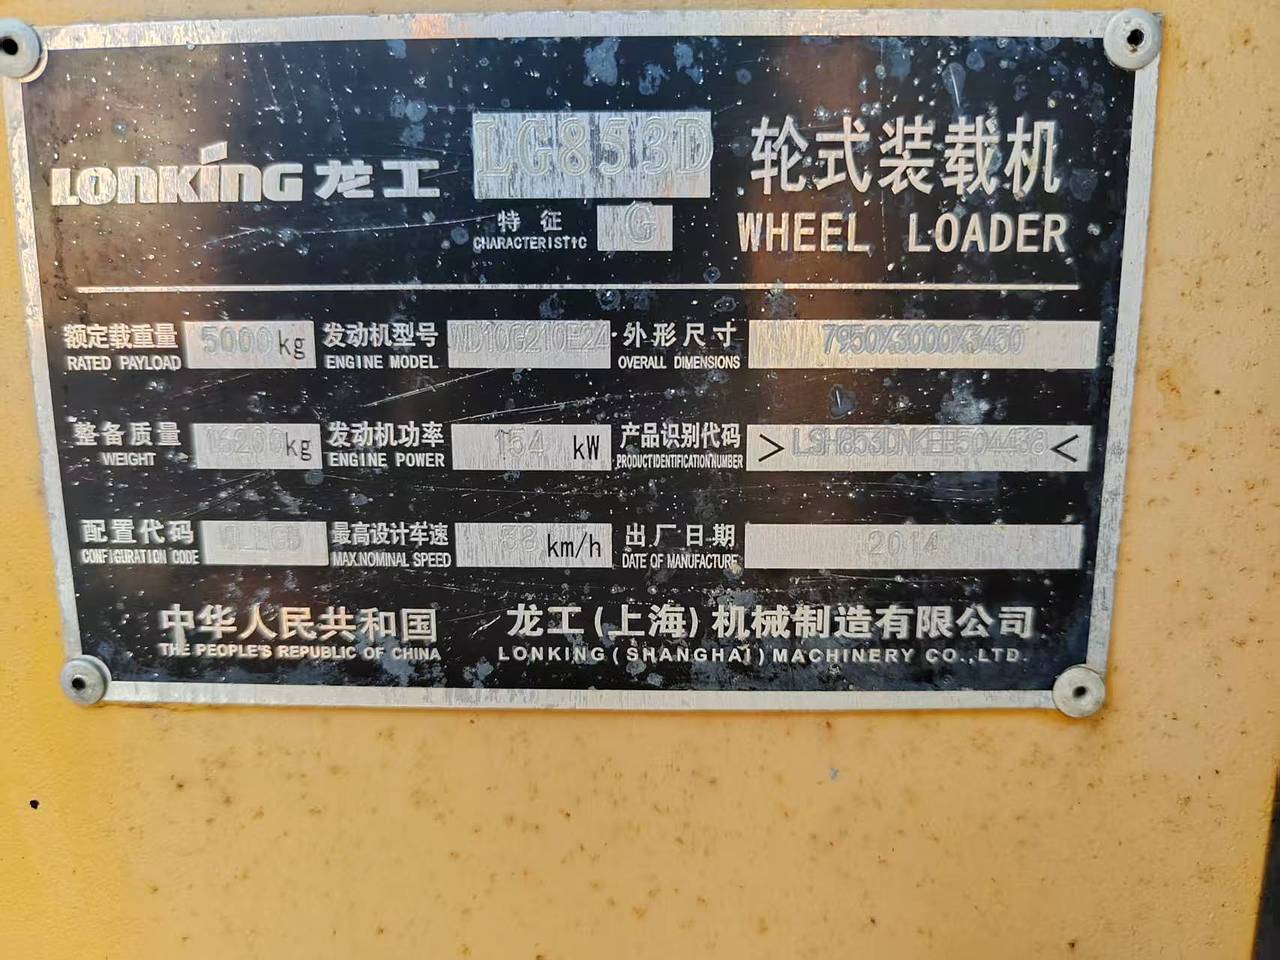 LONKING 龙工 LG853D 轮式装载机
特征 G WHEEL LOADER
CHARACTERISTIC
额定载重量 5000kg 发动机型号 WD10G210E24 外形尺寸 7950X3000X3450
RATED PAYLOAD ENGINE MODEL OVERALL DIMENSIONS
整备质量 16200kg 发动机功率 154 kW 产品识别代码 > <
WEIGHT ENGINE POWER PRODUCT IDENTIFICATION NUMBER
配置代码 最高设计车速 38 km/h 出厂日期 2014
CONFIGURATION CODE MAX.NOMINAL SPEED DATE OF MANUFACTURE
中华人民共和国 龙工(上海)机械制造有限公司
THE PEOPLE'S REPUBLIC OF CHINA LONKING(SHANGHAI)MACHINERY CO.,LTD.